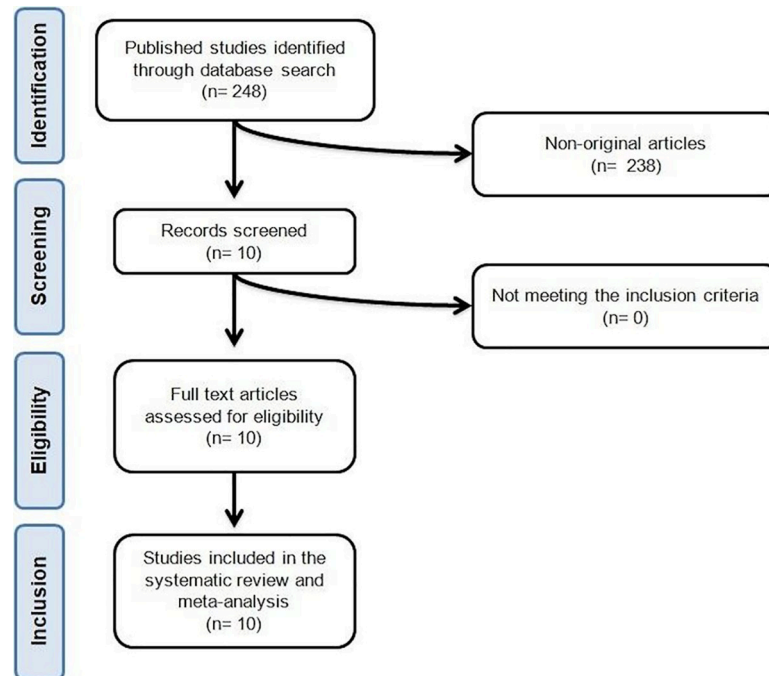 Identification
Published studies identified
through database search
(n= 248)
Non-original articles
(n= 238)
Screening
Records screened
(n= 10)
Not meeting the inclusion criteria
(n= 0)
Eligibility
Full text articles
assessed for eligibility
(n= 10)
Inclusion
Studies included in the
systematic review and
meta-analysis
(n= 10)